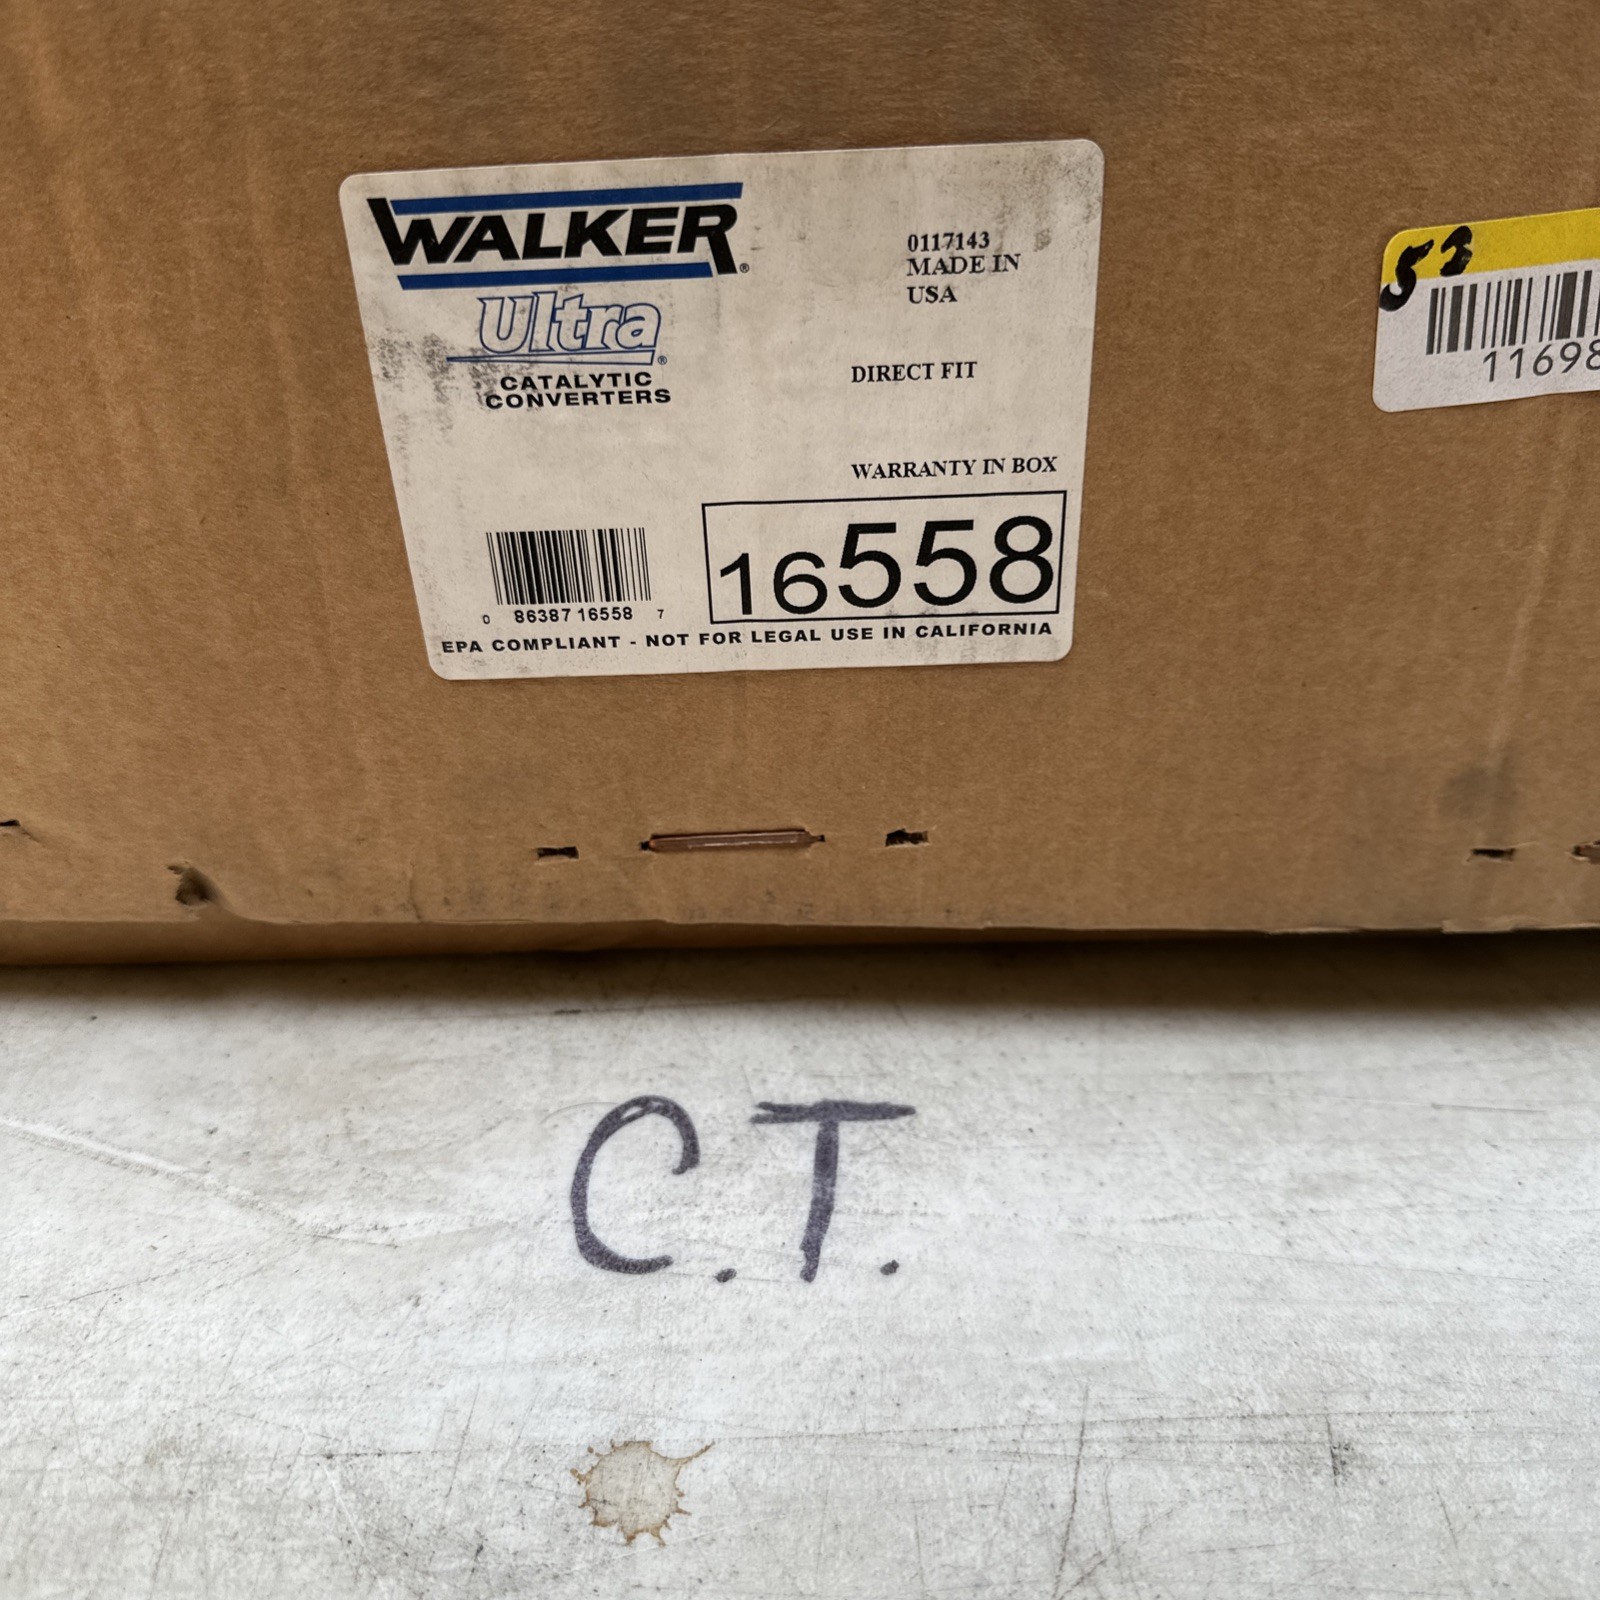 WALKER®
Ultra®
CATALYTIC
CONVERTERS
0117143
MADE IN
USA
DIRECT FIT
WARRANTY IN BOX
16558
0 86387 16558 7
EPA COMPLIANT - NOT FOR LEGAL USE IN CALIFORNIA
53
11698
C.T.